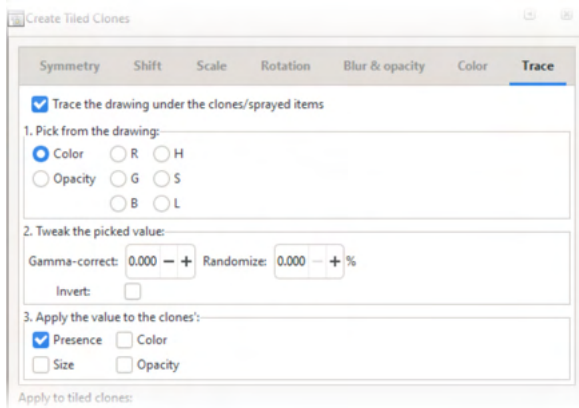 Create Tiled Clones
Symmetry Shift Scale Rotation Blur & opacity Color Trace
Trace the drawing under the clones/sprayed items
1. Pick from the drawing:
Color R H
Opacity G S
B L
2. Tweak the picked value:
Gamma-correct: 0.000 − + Randomize: 0.000 − + %
Invert:
3. Apply the value to the clones':
Presence Color
Size Opacity
Apply to tiled clones: